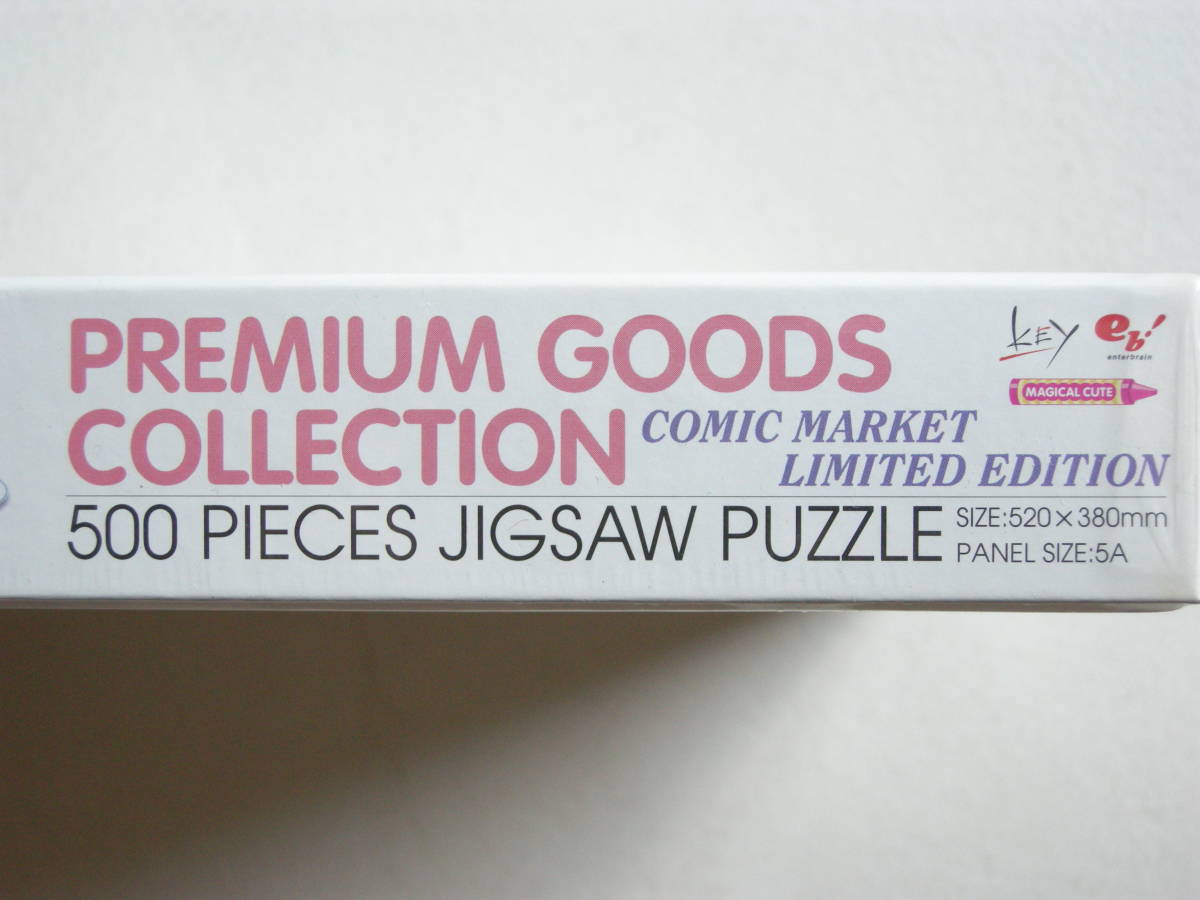 PREMIUM GOODS
COLLECTION
COMIC MARKET
LIMITED EDITION
KEY
eb!
enterbrain
MAGICAL CUTE
500 PIECES JIGSAW PUZZLE
SIZE:520×380mm
PANEL SIZE:5A